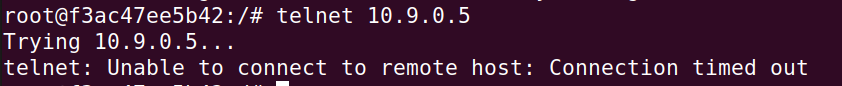 root@f3ac47ee5b42:/# telnet 10.9.0.5
Trying 10.9.0.5...
telnet: Unable to connect to remote host: Connection timed out